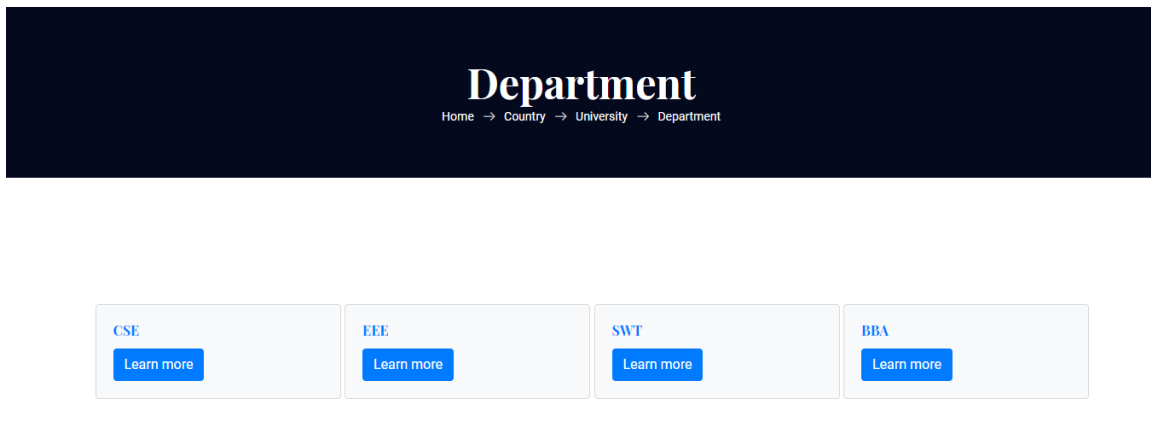 Department
Home → Country → University → Department
CSE EEE SWT BBA
Learn more Learn more Learn more Learn more